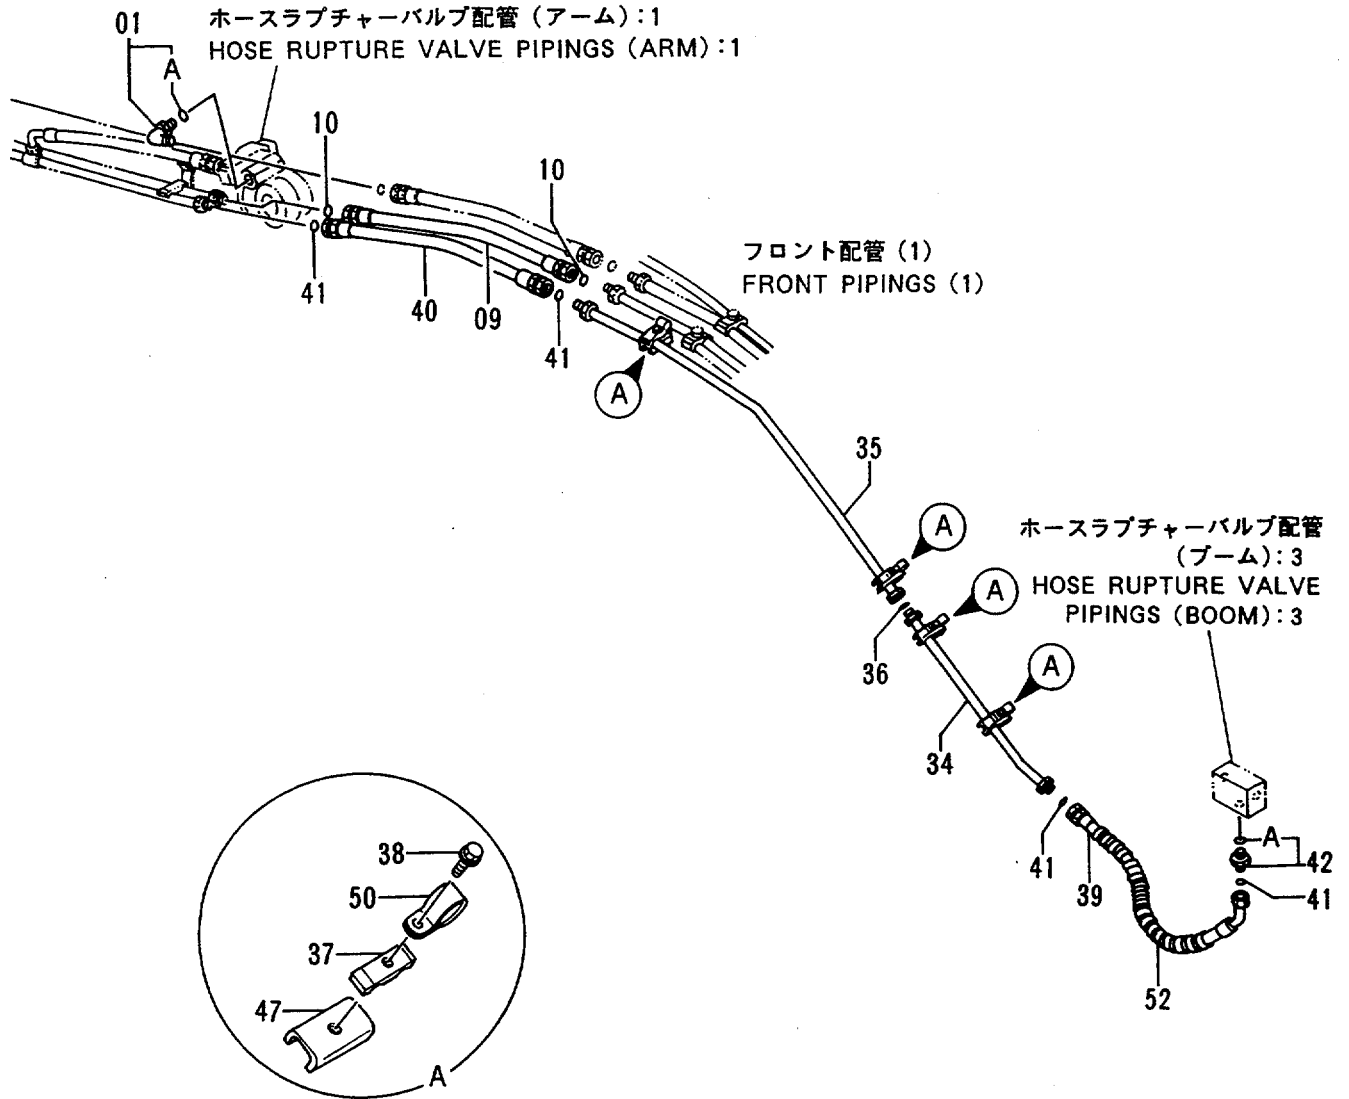 01
ホースラプチャーバルブ配管 (アーム):1
HOSE RUPTURE VALVE PIPINGS (ARM):1
A
10
10
フロント配管 (1)
FRONT PIPINGS (1)
41
40
09
41
A
35
A
ホースラプチャーバルブ配管
(ブーム):3
HOSE RUPTURE VALVE
PIPINGS (BOOM):3
A
36
A
34
41
39
A
42
41
52
38
50
37
47
A